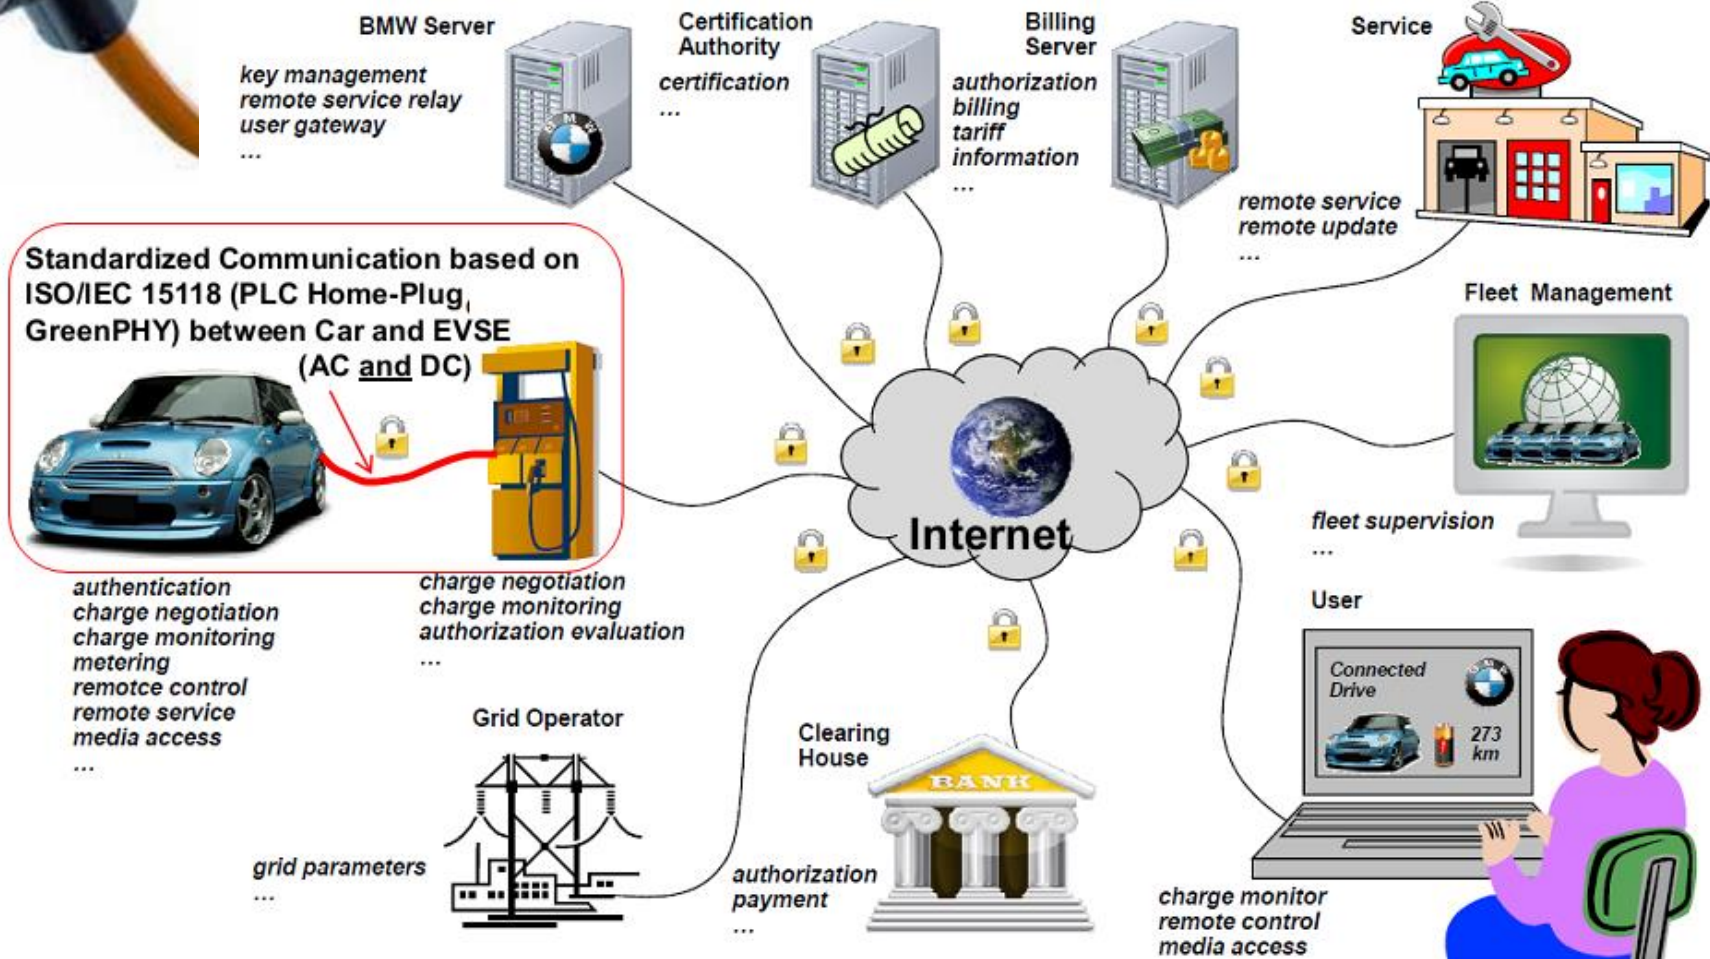 BMW Server
key management
remote service relay
user gateway
...
Certification
Authority
certification
...
Billing
Server
authorization
billing
tariff
information
...
Service
remote service
remote update
...
Standardized Communication based on
ISO/IEC 15118 (PLC Home-Plug,
GreenPHY) between Car and EVSE
(AC and DC)
authentication
charge negotiation
charge monitoring
metering
remotce control
remote service
media access
...
charge negotiation
charge monitoring
authorization evaluation
...
Internet
Fleet Management
fleet supervision
...
User
Connected
Drive
BMW
273
km
charge monitor
remote control
media access
Grid Operator
grid parameters
...
Clearing
House
BANK
authorization
payment
...
BMW